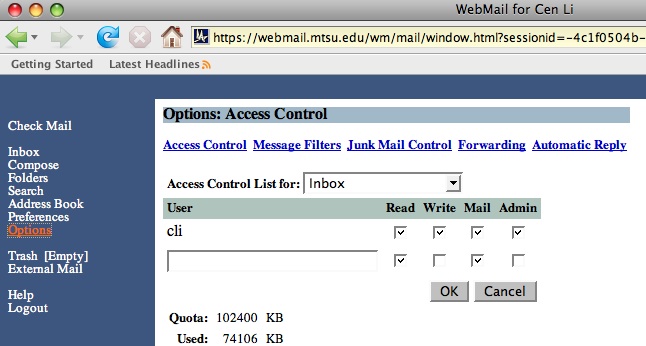 WebMail for Cen Li
https://webmail.mtsu.edu/wm/mail/window.html?sessionid=-4c1f0504b-
Getting Started Latest Headlines
Options: Access Control
Check Mail
Access Control Message Filters Junk Mail Control Forwarding Automatic Reply
Inbox
Compose
Folders
Search
Address Book
Preferences
Options
Trash [Empty]
External Mail
Help
Logout
Access Control List for: Inbox
User Read Write Mail Admin
cli
OK Cancel
Quota: 102400 KB
Used: 74106 KB